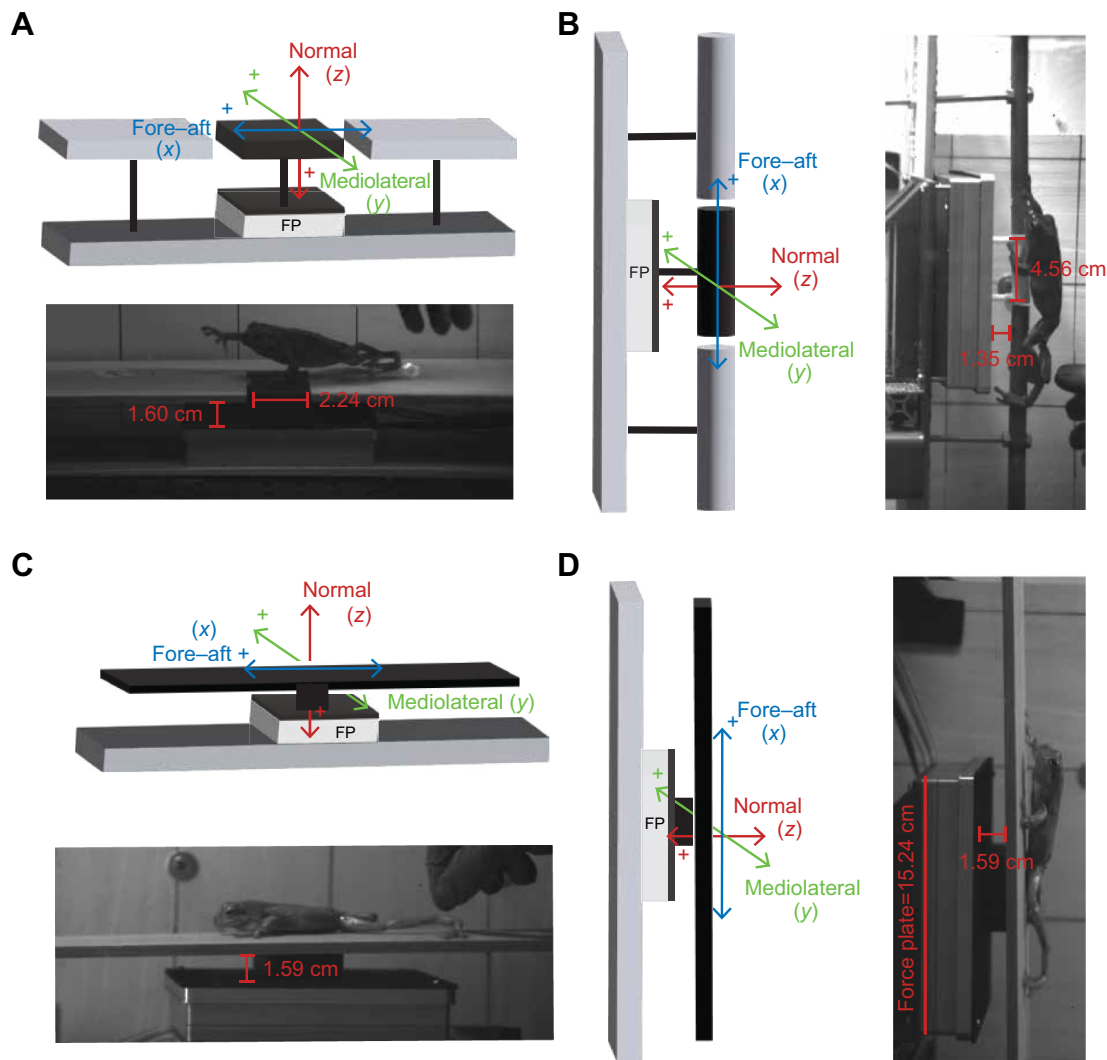 A
Normal
(z)
+
+
Fore–aft
(x)
+
Mediolateral
(y)
FP
1.60 cm
2.24 cm
B
Fore–aft
+
(x)
+
Normal
(z)
FP
+
Mediolateral
(y)
4.56 cm
1.35 cm
C
Normal
(z)
+
(x)
Fore–aft +
Mediolateral (y)
+
FP
1.59 cm
D
+
Fore–aft
(x)
+
Normal
(z)
FP
+
Mediolateral
(y)
1.59 cm
Force plate=15.24 cm